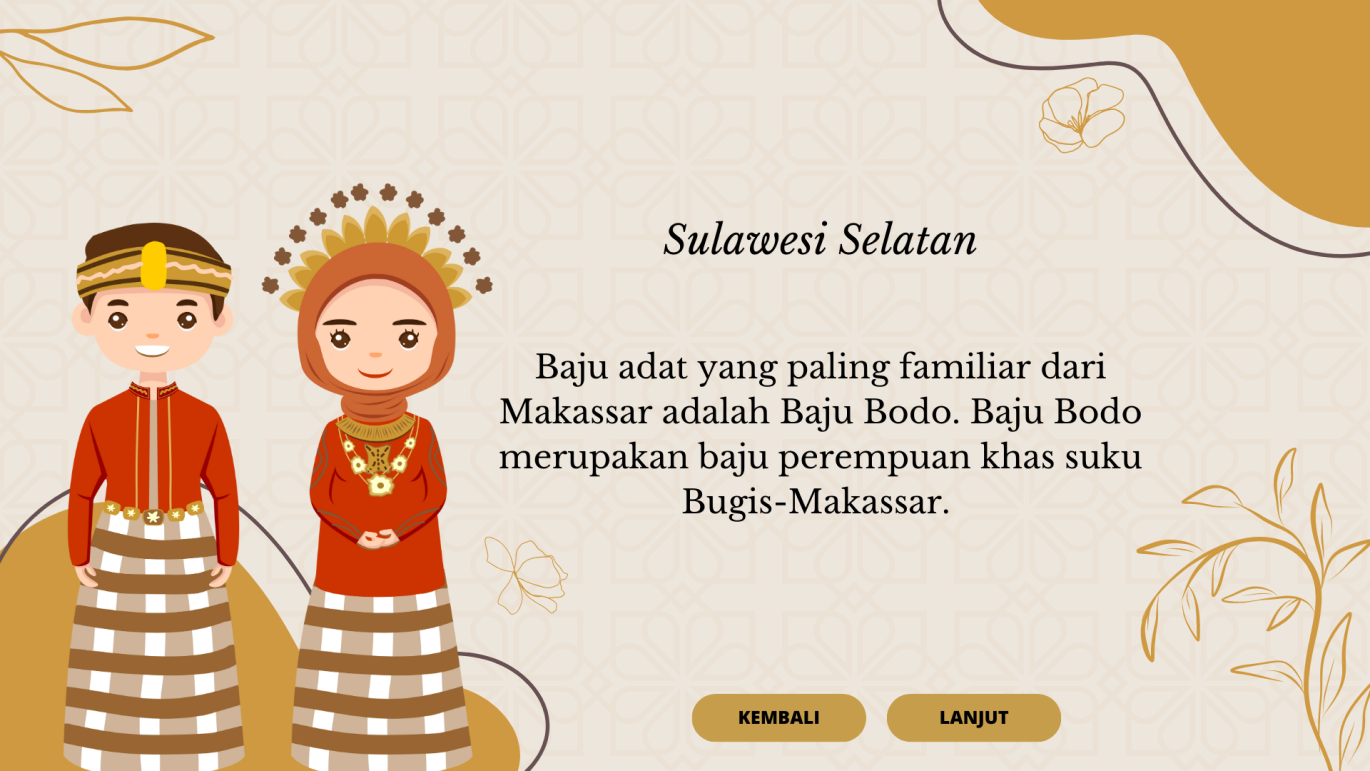 Sulawesi Selatan
Baju adat yang paling familiar dari
Makassar adalah Baju Bodo. Baju Bodo
merupakan baju perempuan khas suku
Bugis-Makassar.
KEMBALI
LANJUT